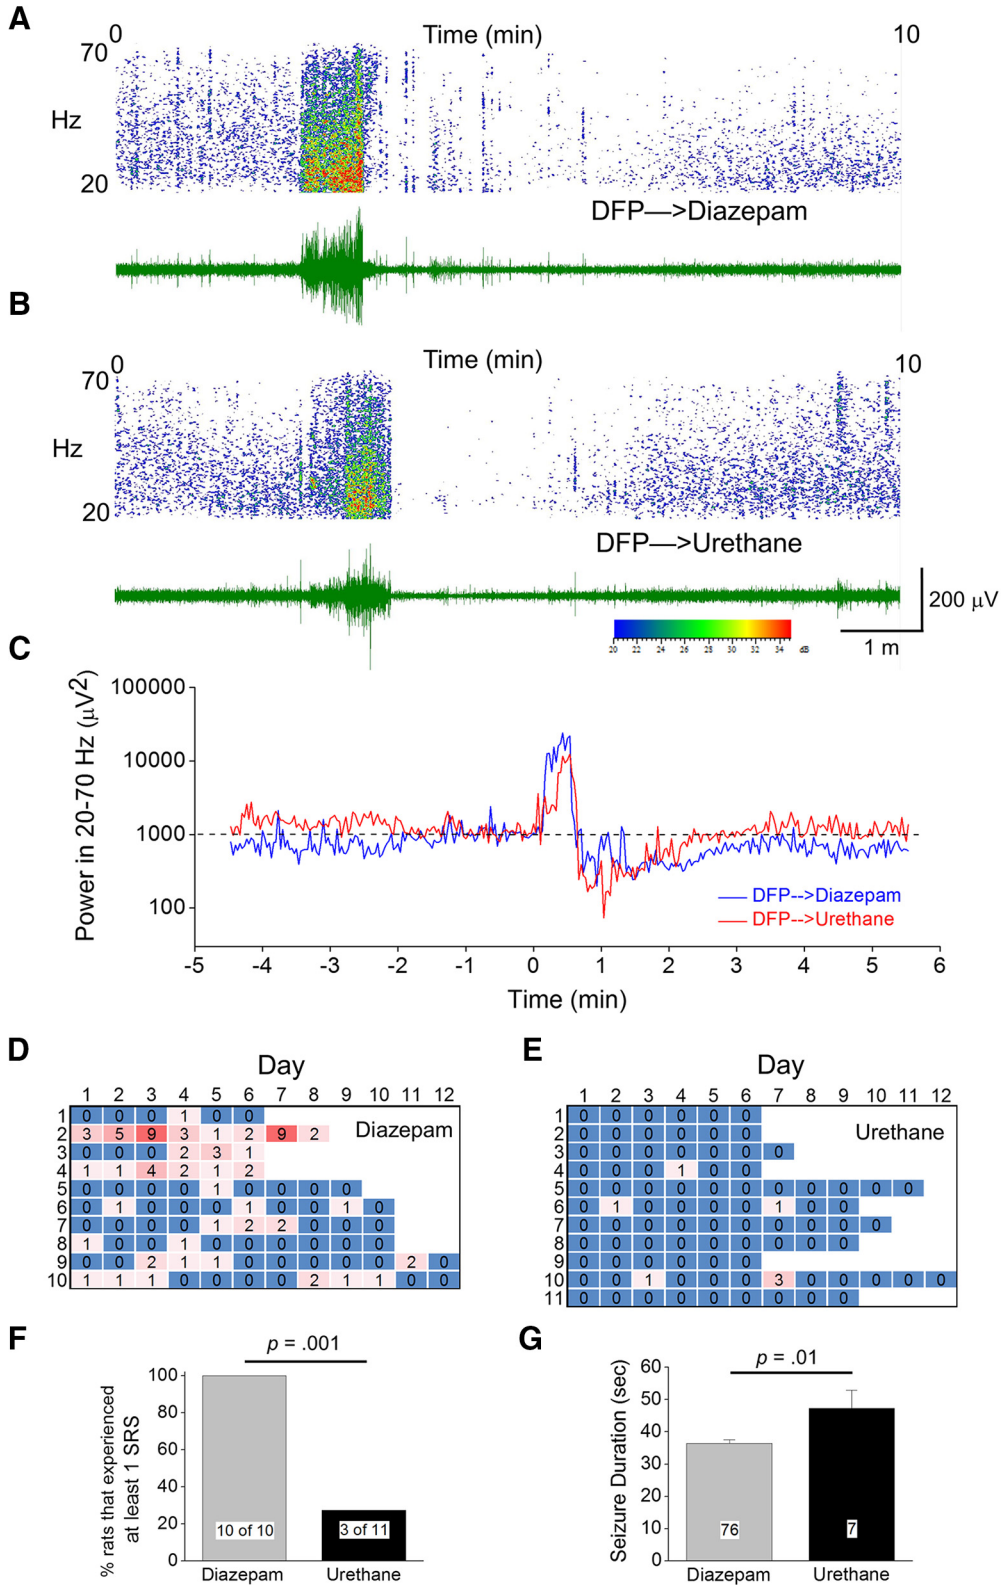 A
0 Time (min) 10
70
Hz
20
DFP—>Diazepam
B
0 Time (min) 10
70
Hz
20
DFP—>Urethane
200 µV
1 m
20 22 24 26 28 30 32 34 dB
C
Power in 20-70 Hz (µV2)
100000
10000
1000
100
DFP-->Diazepam
DFP-->Urethane
-5 -4 -3 -2 -1 0 1 2 3 4 5 6
Time (min)
D
Day
1 2 3 4 5 6 7 8 9 10 11 12
Diazepam
1 0 0 0 1 0 0
2 3 5 9 3 1 2 9 2
3 0 0 0 2 3 1
4 1 1 4 2 1 2
5 0 0 0 0 1 0 0 0 0
6 0 1 0 0 0 1 0 0 1 0
7 0 0 0 0 1 2 2 0 0 0
8 1 0 0 1 0 0 0 0 0 0
9 0 0 2 1 1 0 0 0 0 0 2 0
10 1 1 1 0 0 0 0 2 1 1 0 0
E
Day
1 2 3 4 5 6 7 8 9 10 11 12
Urethane
1 0 0 0 0 0 0
2 0 0 0 0 0 0
3 0 0 0 0 0 0 0
4 0 0 0 1 0 0
5 0 0 0 0 0 0 0 0 0 0 0
6 0 1 0 0 0 0 1 0 0
7 0 0 0 0 0 0 0 0 0 0
8 0 0 0 0 0 0 0 0 0
9 0 0 0 0 0 0
10 0 0 1 0 0 0 3 0 0 0 0 0
11 0 0 0 0 0 0 0 0 0
F
p = .001
% rats that experienced
at least 1 SRS
100
80
60
40
20
0
10 of 10
3 of 11
Diazepam Urethane
G
p = .01
Seizure Duration (sec)
60
50
40
30
20
10
0
76
7
Diazepam Urethane